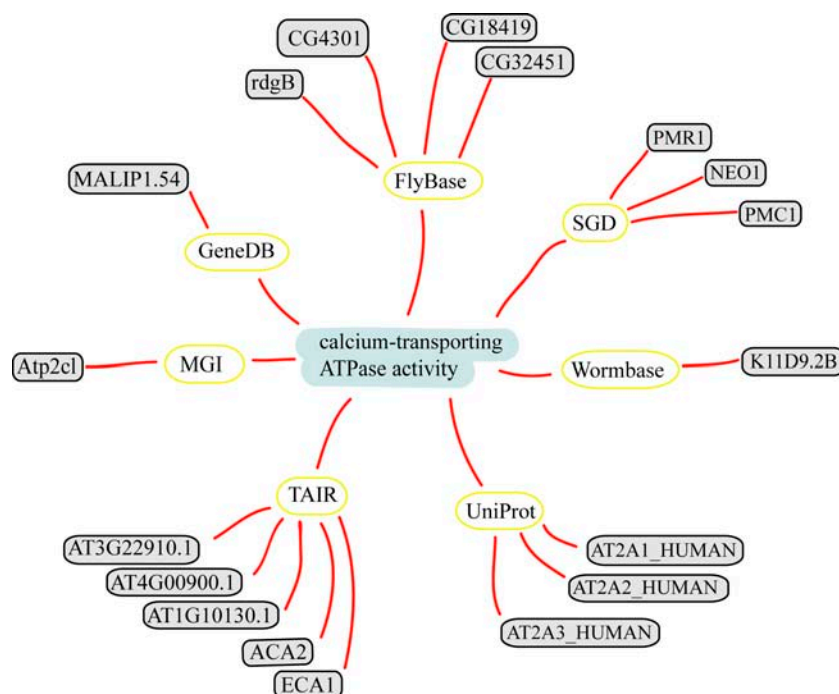 CG4301
CG18419
CG32451
rdgB
FlyBase
PMR1
NEO1
PMC1
SGD
MALIP1.54
GeneDB
calcium-transporting
ATPase activity
Atp2cl
MGI
Wormbase
K11D9.2B
TAIR
UniProt
AT3G22910.1
AT4G00900.1
AT1G10130.1
ACA2
ECA1
AT2A1_HUMAN
AT2A2_HUMAN
AT2A3_HUMAN